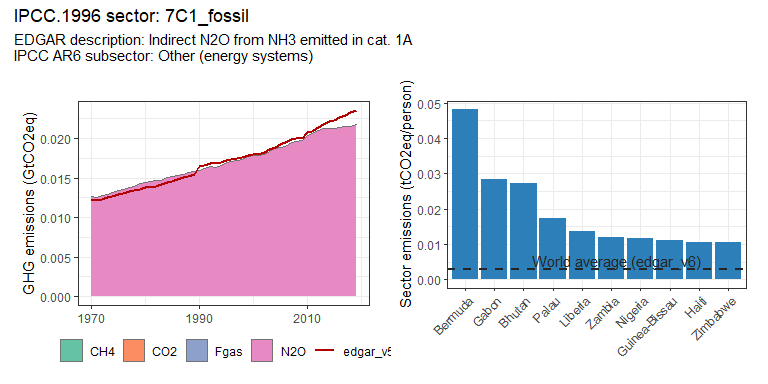 IPCC.1996 sector: 7C1_fossil
EDGAR description: Indirect N2O from NH3 emitted in cat. 1A
IPCC AR6 subsector: Other (energy systems)
GHG emissions (GtCO2eq)
0.020
0.015
0.010
0.005
0.000
1970
1990
2010
CH4
CO2
Fgas
N2O
edgar_v5
Sector emissions (tCO2eq/person)
0.05
0.04
0.03
0.02
0.01
0.00
World average (edgar_v6)
Bermuda
Gabon
Bhutan
Palau
Liberia
Zambia
Nigeria
Guinea-Bissau
Haiti
Zimbabwe